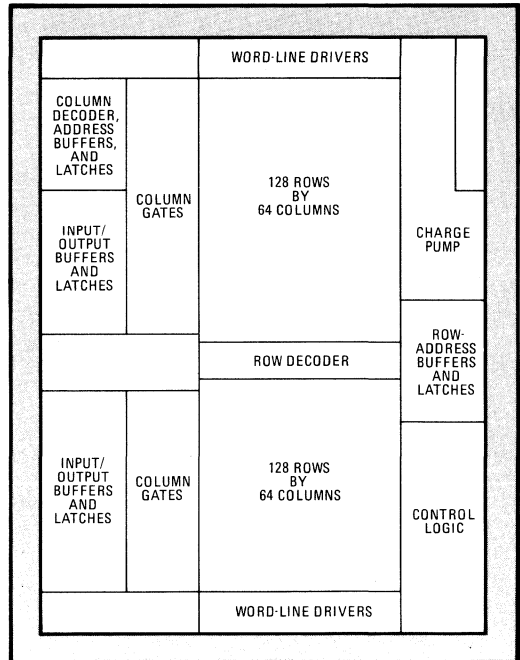 WORD-LINE DRIVERS
COLUMN
DECODER,
ADDRESS
BUFFERS,
AND
LATCHES
COLUMN
GATES
128 ROWS
BY
64 COLUMNS
INPUT/
OUTPUT
BUFFERS
AND
LATCHES
CHARGE
PUMP
ROW DECODER
ROW-
ADDRESS
BUFFERS
AND
LATCHES
INPUT/
OUTPUT
BUFFERS
AND
LATCHES
COLUMN
GATES
128 ROWS
BY
64 COLUMNS
CONTROL
LOGIC
WORD-LINE DRIVERS